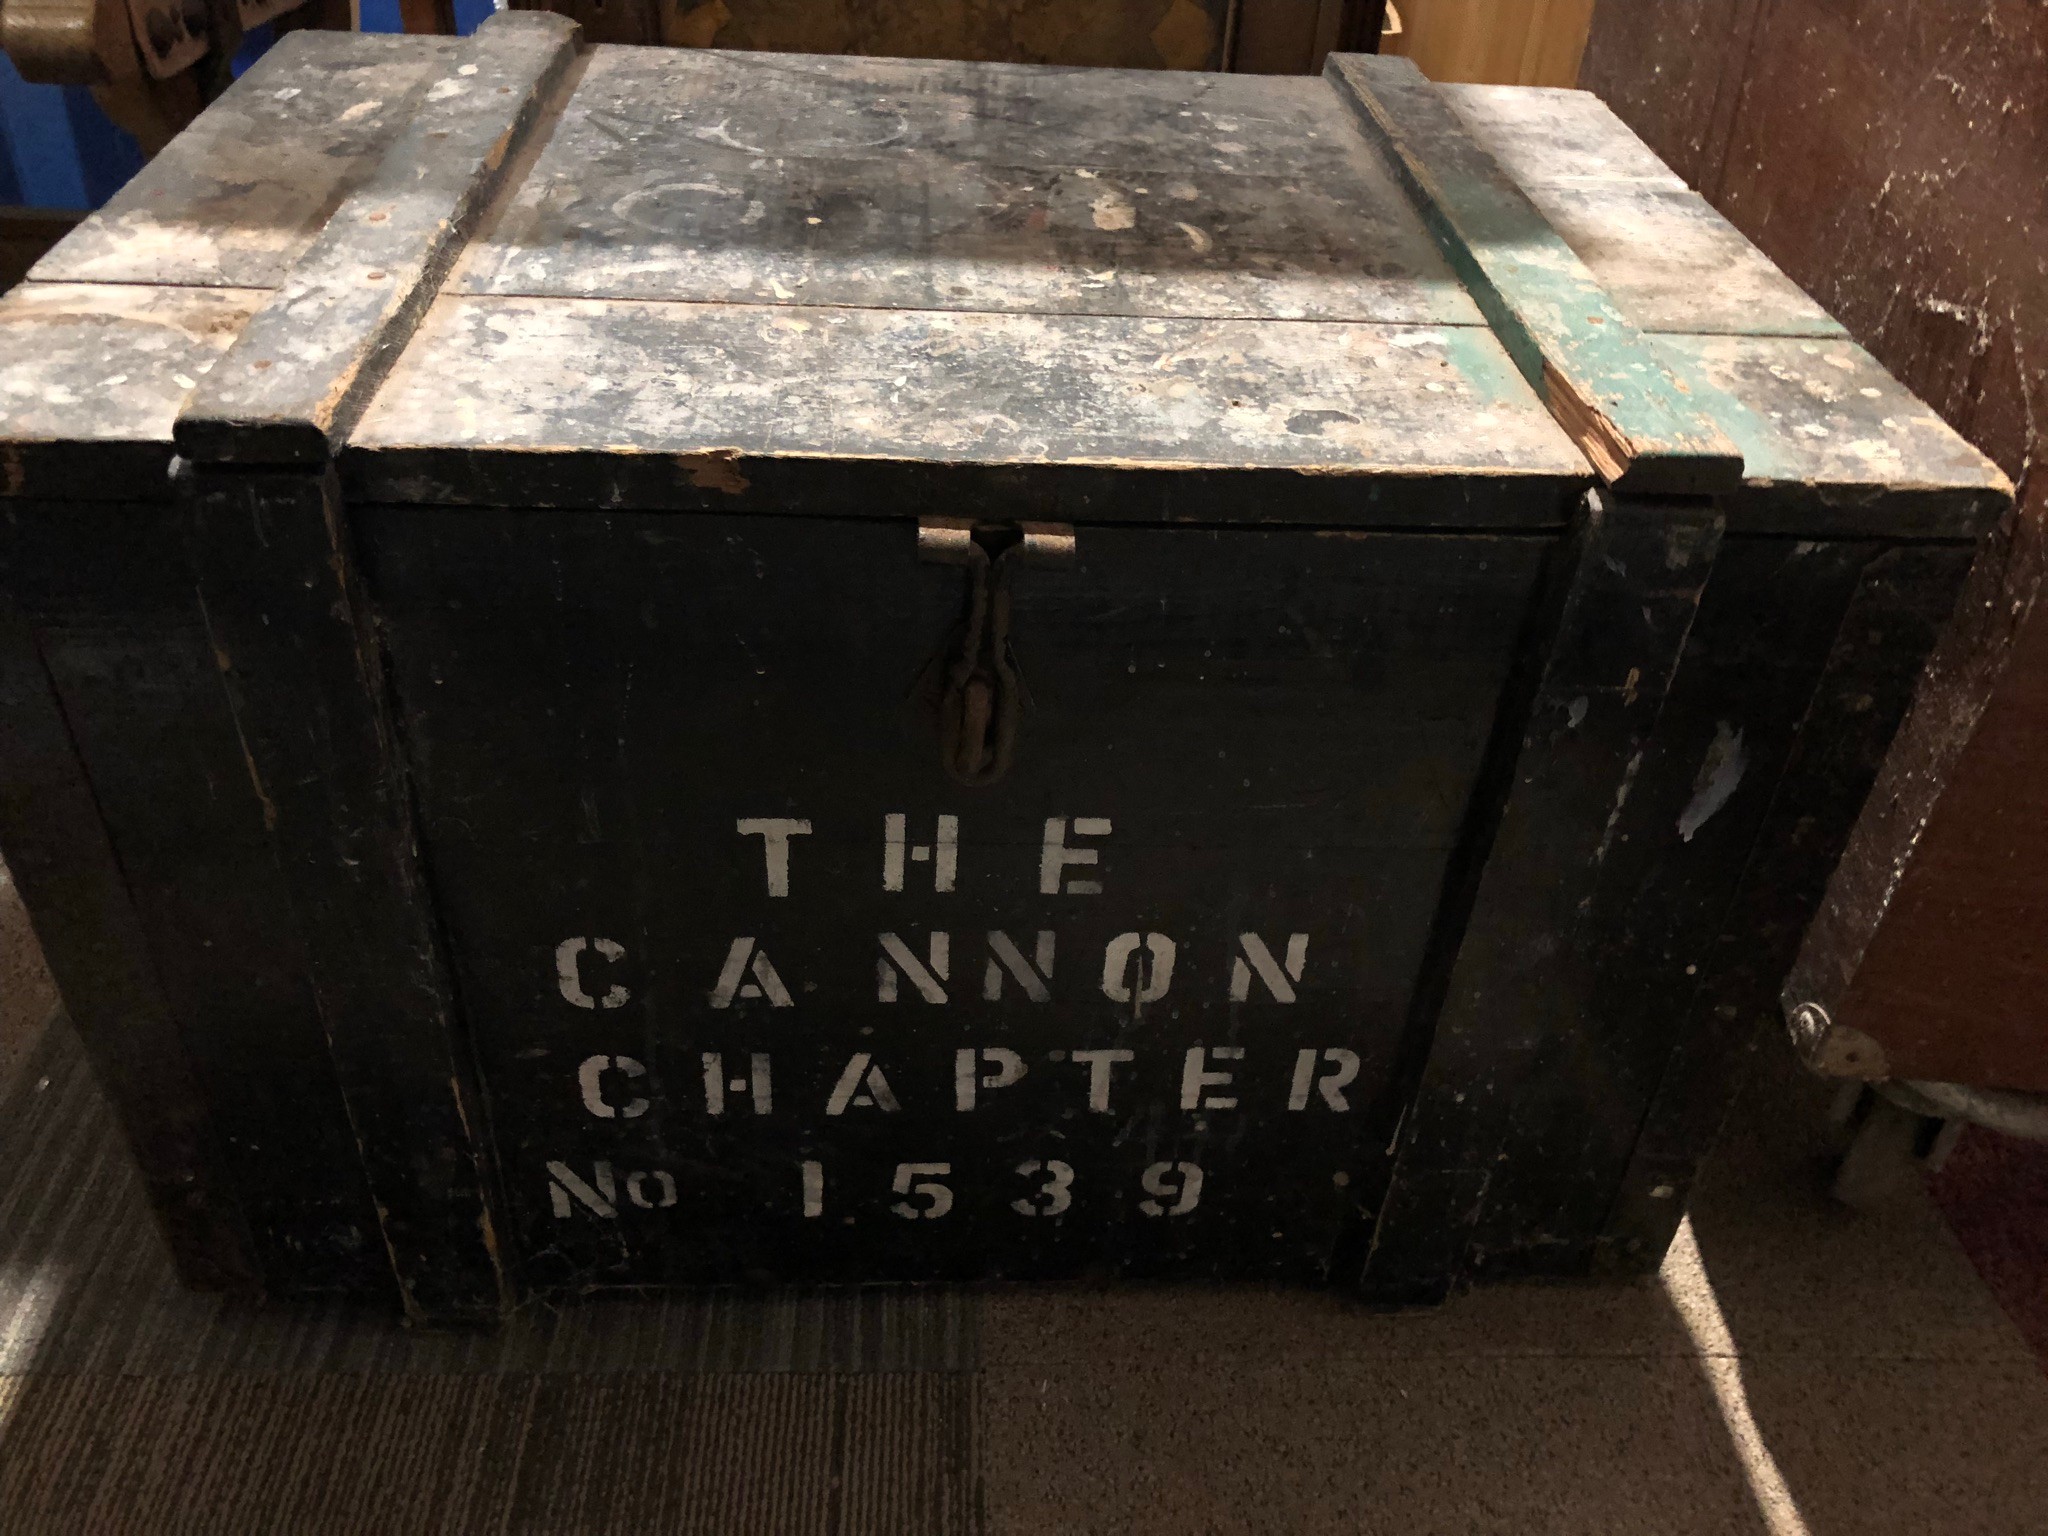 THE
CANNON
CHAPTER
No 1539